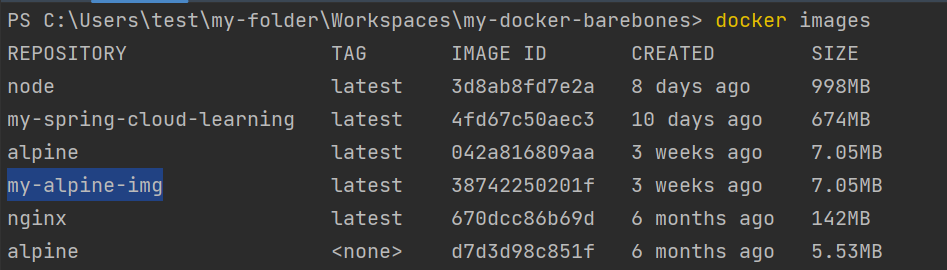 PS C:\Users\test\my-folder\Workspaces\my-docker-barebones> docker images
REPOSITORY                TAG       IMAGE ID       CREATED        SIZE
node                      latest    3d8ab8fd7e2a   8 days ago     998MB
my-spring-cloud-learning  latest    4fd67c50aec3   10 days ago    674MB
alpine                    latest    042a816809aa   3 weeks ago    7.05MB
my-alpine-img             latest    38742250201f   3 weeks ago    7.05MB
nginx                     latest    670dcc86b69d   6 months ago   142MB
alpine                    <none>    d7d3d98c851f   6 months ago   5.53MB